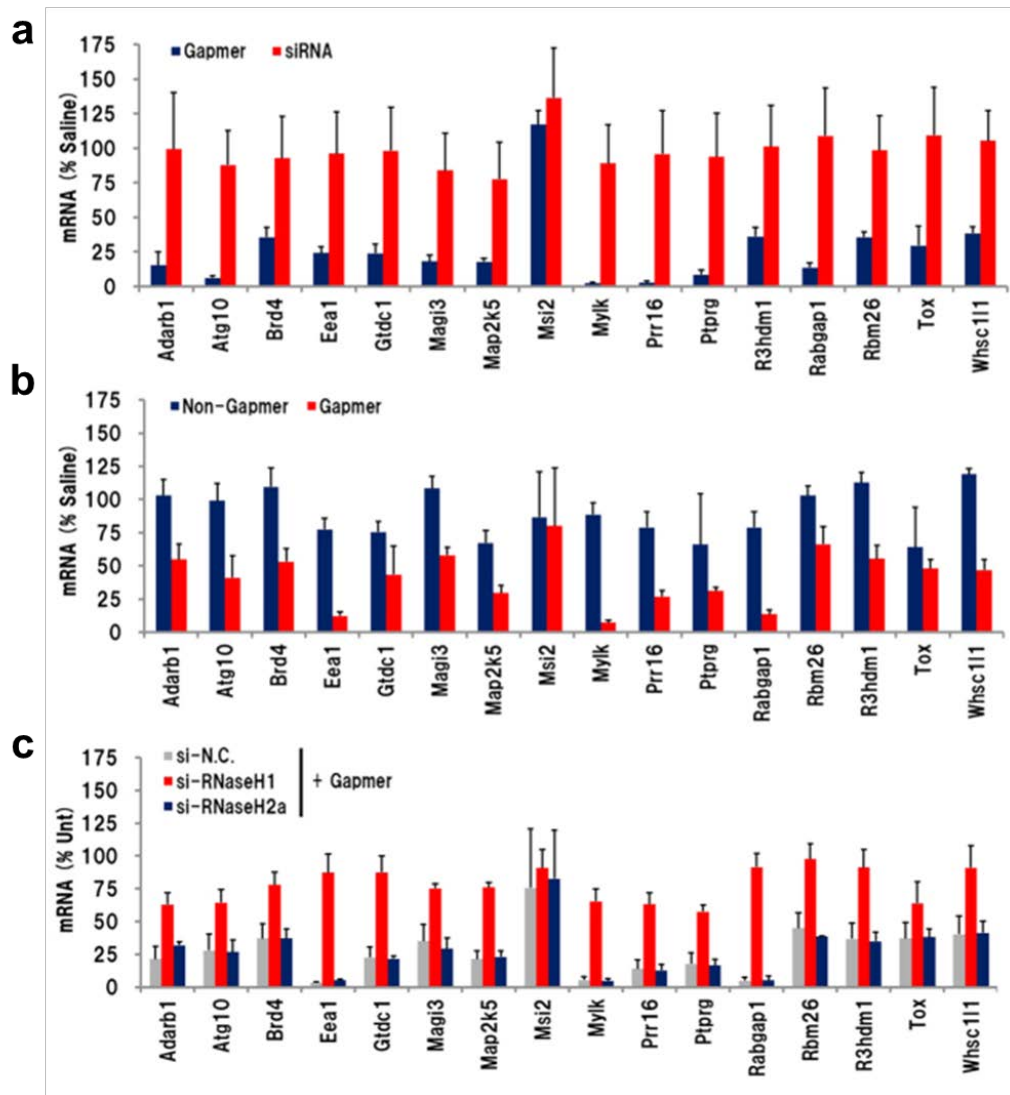 a
Gapmer siRNA
mRNA (% Saline)
175
150
125
100
75
50
25
0
Adarb1 Atg10 Brd4 Eea1 Gtdc1 Magi3 Map2k5 Msi2 Mylk Prr16 Ptprg R3hdm1 Rabgap1 Rbm26 Tox Whsc1l1
b
Non-Gapmer Gapmer
mRNA (% Saline)
175
150
125
100
75
50
25
0
Adarb1 Atg10 Brd4 Eea1 Gtdc1 Magi3 Map2k5 Msi2 Mylk Prr16 Ptprg Rabgap1 Rbm26 R3hdm1 Tox Whsc1l1
c
si-N.C.
si-RNaseH1 + Gapmer
si-RNaseH2a
mRNA (% Unt)
175
150
125
100
75
50
25
0
Adarb1 Atg10 Brd4 Eea1 Gtdc1 Magi3 Map2k5 Msi2 Mylk Prr16 Ptprg Rabgap1 Rbm26 R3hdm1 Tox Whsc1l1